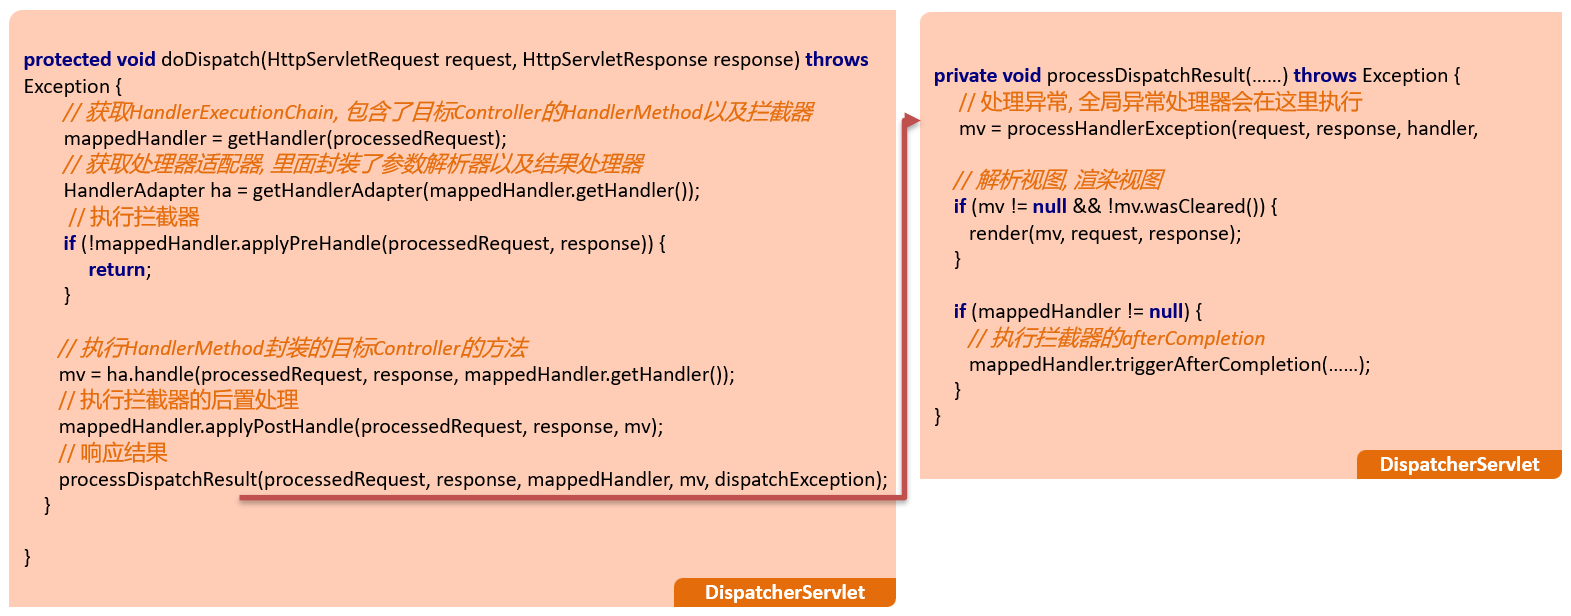 protected void doDispatch(HttpServletRequest request, HttpServletResponse response) throws
Exception {
// 获取HandlerExecutionChain, 包含了目标Controller的HandlerMethod以及拦截器
mappedHandler = getHandler(processedRequest);
// 获取处理器适配器, 里面封装了参数解析器以及结果处理器
HandlerAdapter ha = getHandlerAdapter(mappedHandler.getHandler());
// 执行拦截器
if (!mappedHandler.applyPreHandle(processedRequest, response)) {
return;
}
// 执行HandlerMethod封装的目标Controller的方法
mv = ha.handle(processedRequest, response, mappedHandler.getHandler());
// 执行拦截器的后置处理
mappedHandler.applyPostHandle(processedRequest, response, mv);
// 响应结果
processDispatchResult(processedRequest, response, mappedHandler, mv, dispatchException);
}
}
DispatcherServlet
private void processDispatchResult(……) throws Exception {
// 处理异常, 全局异常处理器会在这里执行
mv = processHandlerException(request, response, handler,
// 解析视图, 渲染视图
if (mv != null && !mv.wasCleared()) {
render(mv, request, response);
}
if (mappedHandler != null) {
// 执行拦截器的afterCompletion
mappedHandler.triggerAfterCompletion(……);
}
}
DispatcherServlet